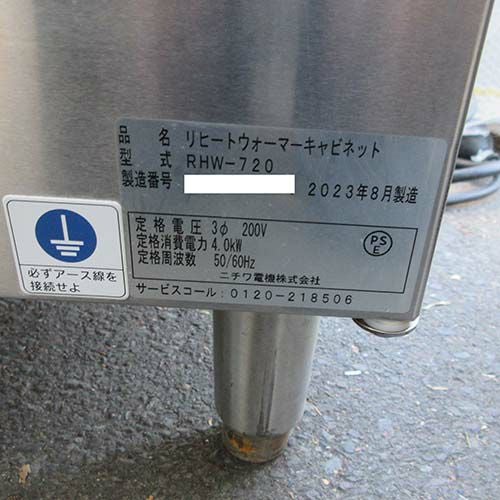 品名 リヒートウォーマーキャビネット
型式 RHW-720
製造番号 2023年8月製造
定格電圧 3φ 200V
定格消費電力 4.0kW
定格周波数 50/60Hz
PSE
ニチワ電機株式会社
サービスコール:0120-218506
必ずアース線を
接続せよ